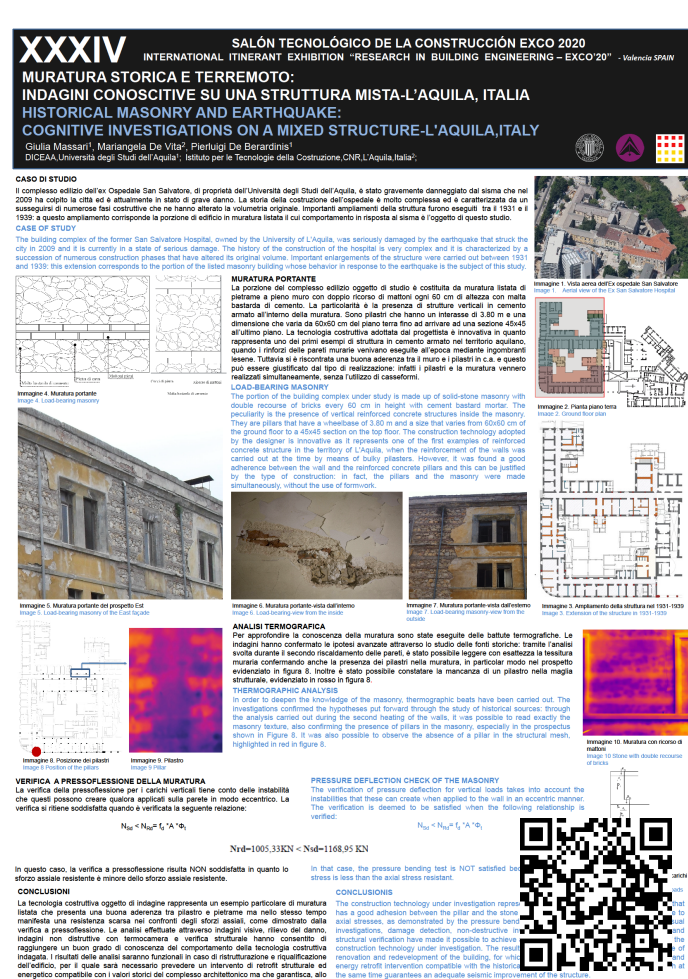 XXXIV
SALÓN TECNOLÓGICO DE LA CONSTRUCCIÓN EXCO 2020
INTERNATIONAL ITINERANT EXHIBITION "RESEARCH IN BUILDING ENGINEERING – EXCO'20" - Valencia SPAIN
MURATURA STORICA E TERREMOTO:
INDAGINI CONOSCITIVE SU UNA STRUTTURA MISTA-L'AQUILA, ITALIA
HISTORICAL MASONRY AND EARTHQUAKE:
COGNITIVE INVESTIGATIONS ON A MIXED STRUCTURE-L'AQUILA,ITALY
Giulia Massari¹, Mariangela De Vita², Pierluigi De Berardinis¹
DICEAA,Università degli Studi dell'Aquila¹; Istituto per le Tecnologie della Costruzione,CNR,L'Aquila,Italia²;
CASO DI STUDIO
Il complesso edilizio dell'ex Ospedale San Salvatore, di proprietà dell'Università degli Studi dell'Aquila, è stato gravemente danneggiato dal sisma che nel
2009 ha colpito la città ed è attualmente in stato di grave danno. La storia della costruzione dell'ospedale è molto complessa ed è caratterizzata da un
susseguirsi di numerose fasi costruttive che ne hanno alterato la volumetria originale. Importanti ampliamenti della struttura furono eseguiti tra il 1931 e il
1939: a questo ampliamento corrisponde la porzione di edificio in muratura listata il cui comportamento in risposta al sisma è l'oggetto di questo studio.
CASE OF STUDY
The building complex of the former San Salvatore Hospital, owned by the University of L'Aquila, was seriously damaged by the earthquake that struck the
city in 2009 and it is currently in a state of serious damage. The history of the construction of the hospital is very complex and it is characterized by a
succession of numerous construction phases that have altered its original volume. Important enlargements of the structure were carried out between 1931
and 1939: this extension corresponds to the portion of the listed masonry building whose behavior in response to the earthquake is the subject of this study.
Immagine 1. Vista aerea dell'Ex ospedale San Salvatore
Image 1. Aerial view of the Ex San Salvatore Hospital
MURATURA PORTANTE
La porzione del complesso edilizio oggetto di studio è costituita da muratura listata di
pietrame a pieno muro con doppio ricorso di mattoni ogni 60 cm di altezza con malta
bastarda di cemento. La particolarità è la presenza di strutture verticali in cemento
armato all'interno della muratura. Sono pilastri che hanno un interasse di 3.80 m e una
dimensione che varia da 60x60 cm del piano terra fino ad arrivare ad una sezione 45x45
all'ultimo piano. La tecnologia costruttiva adottata dal progettista è innovativa in quanto
rappresenta uno dei primi esempi di struttura in cemento armato nel territorio aquilano,
quando i rinforzi delle pareti murarie venivano eseguite all'epoca mediante ingombranti
lesene. Tuttavia si è riscontrata una buona aderenza tra il muro e i pilastri in c.a. e questo
può essere giustificato dal tipo di realizzazione: infatti i pilastri e la muratura vennero
realizzati simultaneamente, senza l'utilizzo di casseformi.
LOAD-BEARING MASONRY
The portion of the building complex under study is made up of solid-stone masonry with
double recourse of bricks every 60 cm in height with cement bastard mortar. The
peculiarity is the presence of vertical reinforced concrete structures inside the masonry.
They are pillars that have a wheelbase of 3.80 m and a size that varies from 60x60 cm of
the ground floor to a 45x45 section on the top floor. The construction technology adopted
by the designer is innovative as it represents one of the first examples of reinforced
concrete structure in the territory of L'Aquila, when the reinforcement of the walls was
carried out at the time by means of bulky pilasters. However, it was found a good
adherence between the wall and the reinforced concrete pillars and this can be justified
by the type of construction: in fact, the pillars and the masonry were made
simultaneously, without the use of formwork.
Immagine 4. Muratura portante
Image 4. Load-bearing masonry
Immagine 2. Pianta piano terra
Image 2. Ground floor plan
Immagine 5. Muratura portante del prospetto Est
Image 5. Load-bearing masonry of the East façade
Immagine 6. Muratura portante-vista dall'interno
Image 6. Load-bearing-view from the inside
Immagine 7. Muratura portante-vista dall'esterno
Image 7. Load-bearing masonry-view from the
outside
Immagine 3. Ampliamento della struttura nel 1931-1939
Image 3. Extension of the structure in 1931-1939
ANALISI TERMOGRAFICA
Per approfondire la conoscenza della muratura sono state eseguite delle battute termografiche. Le
indagini hanno confermato le ipotesi avanzate attraverso lo studio delle fonti storiche: tramite l'analisi
svolta durante il secondo riscaldamento delle pareti, è stato possibile leggere con esattezza la tessitura
muraria confermando anche la presenza dei pilastri nella muratura, in particolar modo nel prospetto
evidenziato in figura 8. Inoltre è stato possibile constatare la mancanza di un pilastro nella maglia
strutturale, evidenziato in rosso in figura 8.
THERMOGRAPHIC ANALYSIS
In order to deepen the knowledge of the masonry, thermographic beats have been carried out. The
investigations confirmed the hypotheses put forward through the study of historical sources: through
the analysis carried out during the second heating of the walls, it was possible to read exactly the
masonry texture, also confirming the presence of pillars in the masonry, especially in the prospectus
shown in Figure 8. It was also possible to observe the absence of a pillar in the structural mesh,
highlighted in red in figure 8.
Immagine 8. Posizione dei pilastri
Image 8 Position of the pillars
Immagine 9. Pilastro
Image 9 Pillar
Immagine 10. Muratura con ricorso di
mattoni
Image 10 Stone with double recourse
of bricks
VERIFICA A PRESSOFLESSIONE DELLA MURATURA
La verifica della pressoflessione per i carichi verticali tiene conto delle instabilità
che questi possono creare qualora applicati sulla parete in modo eccentrico. La
verifica si ritiene soddisfatta quando è verificata la seguente relazione:
N_Sd < N_Rd= f_d *A *Φ_t
PRESSURE DEFLECTION CHECK OF THE MASONRY
The verification of pressure deflection for vertical loads takes into account the
instabilities that these can create when applied to the wall in an eccentric manner.
The verification is deemed to be satisfied when the following relationship is
verified:
N_Sd < N_Rd= f_d *A *Φ_t
Nrd=1005,33KN < Nsd=1168,95 KN
In questo caso, la verifica a pressoflessione risulta NON soddisfatta in quanto lo
sforzo assiale resistente è minore dello sforzo assiale resistente.
In that case, the pressure bending test is NOT satisfied
stress is less than the axial stress resistant.
CONCLUSIONI
La tecnologia costruttiva oggetto di indagine rappresenta un esempio particolare di muratura
listata che presenta una buona aderenza tra pilastro e pietrame ma nello stesso tempo
manifesta una resistenza scarsa nei confronti degli sforzi assiali, come dimostrato dalla
verifica a pressoflessione. Le analisi effettuate attraverso indagini visive, rilievo del danno,
indagini non distruttive con termocamera e verifica strutturale hanno consentito di
raggiungere un buon grado di conoscenza del comportamento della tecnologia costruttiva
indagata. I risultati delle analisi saranno funzionali in caso di ristrutturazione e riqualificazione
dell'edificio, per il quale sarà necessario prevedere un intervento di retrofit strutturale ed
energetico compatibile con i valori storici del complesso architettonico ma che garantisca, allo
CONCLUSIONIS
The construction technology under investigation
has a good adhesion between the pillar and the stone
axial stresses, as demonstrated by the pressure
investigations, damage detection, non-destructive
structural verification have made it possible to achieve
construction technology under investigation. The
renovation and redevelopment of the building, for
energy retrofit intervention compatible with the
the same time guarantees an adequate seismic improvement of the structure.